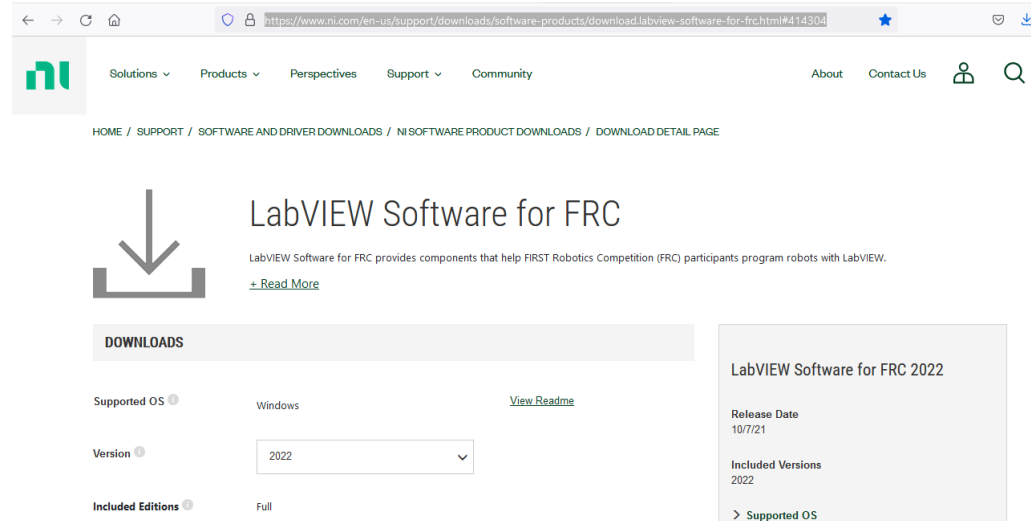 https://www.ni.com/en-us/support/downloads/software-products/download.labview-software-for-frc.html#414304
ni
Solutions Products Perspectives Support Community About Contact Us
HOME / SUPPORT / SOFTWARE AND DRIVER DOWNLOADS / NI SOFTWARE PRODUCT DOWNLOADS / DOWNLOAD DETAIL PAGE
LabVIEW Software for FRC
LabVIEW Software for FRC provides components that help FIRST Robotics Competition (FRC) participants program robots with LabVIEW.
+ Read More
DOWNLOADS
Supported OS Windows View Readme
Version 2022
Included Editions Full
LabVIEW Software for FRC 2022
Release Date
10/7/21
Included Versions
2022
Supported OS